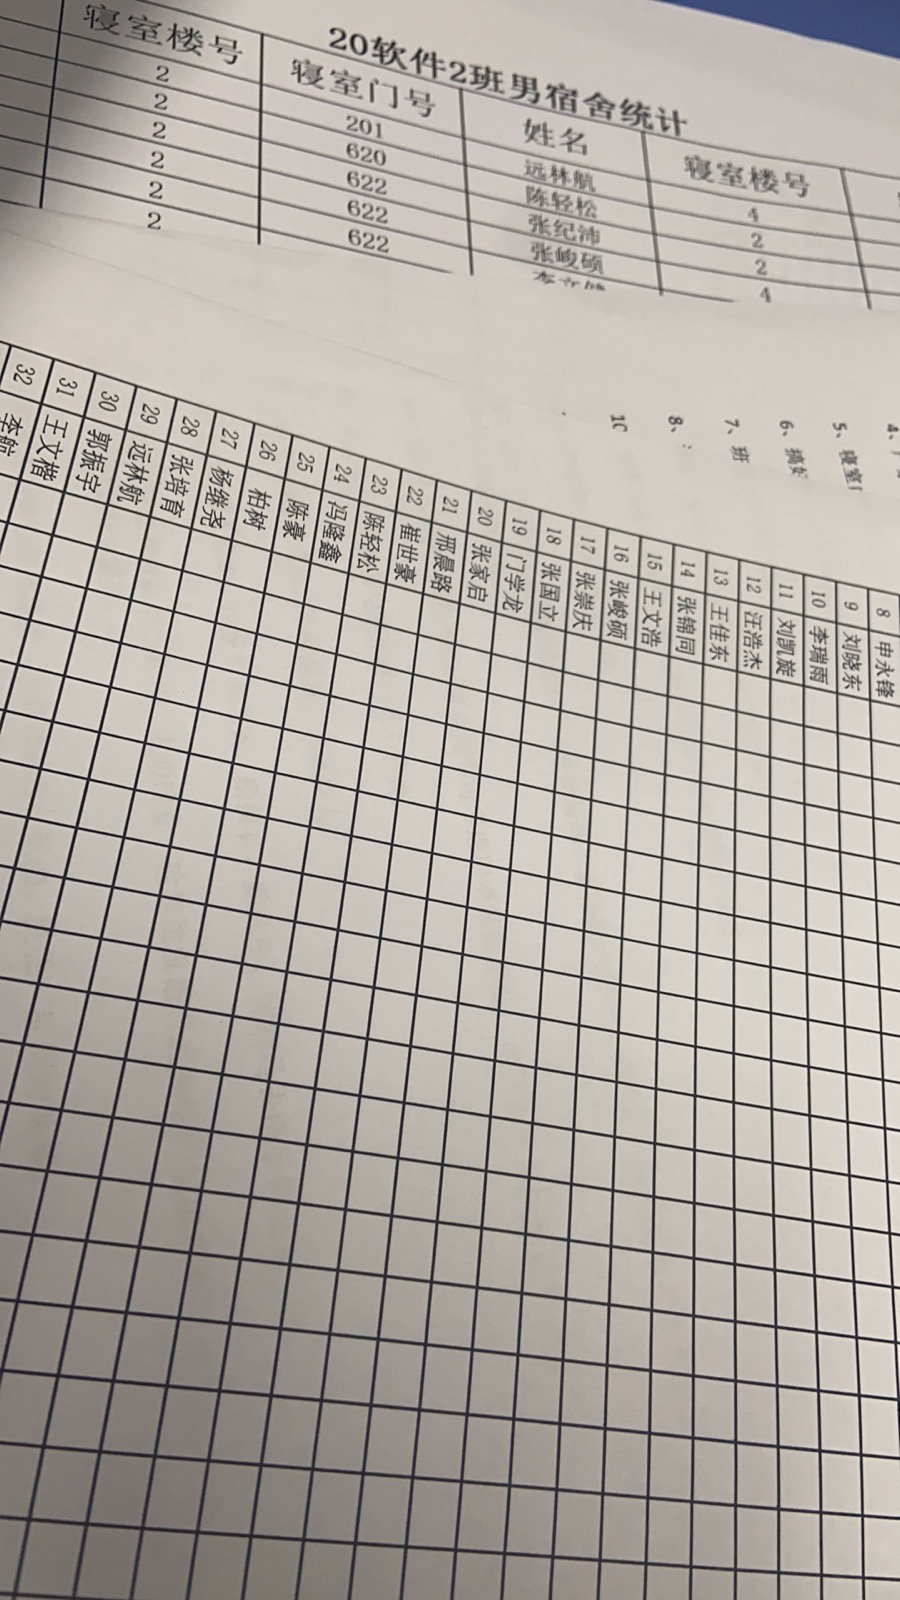 20软件2班男宿舍统计
寝室楼号 寝室门号 姓名 寝室楼号
2 201 远林航 4
2 620 陈轻松 2
2 622 张纪沛 2
2 622 张峻硕 4
2 622
2
4、
5、寝室
6、搞
7、班
8、
8 申永锋
9 刘晓东
10 李瑞雨
11 刘凯旋
12 汪浩杰
13 王佳东
14 张锦同
15 王文浩
16 张峻硕
17 张崇庆
18 张国立
19 门学龙
20 张家启
21 邢晨路
22 崔世豪
23 陈轻松
24 冯隆鑫
25 陈豪
26 柏树
27 杨继尧
28 张培育
29 远林航
30 郭振宇
31 王文楷
32 李航